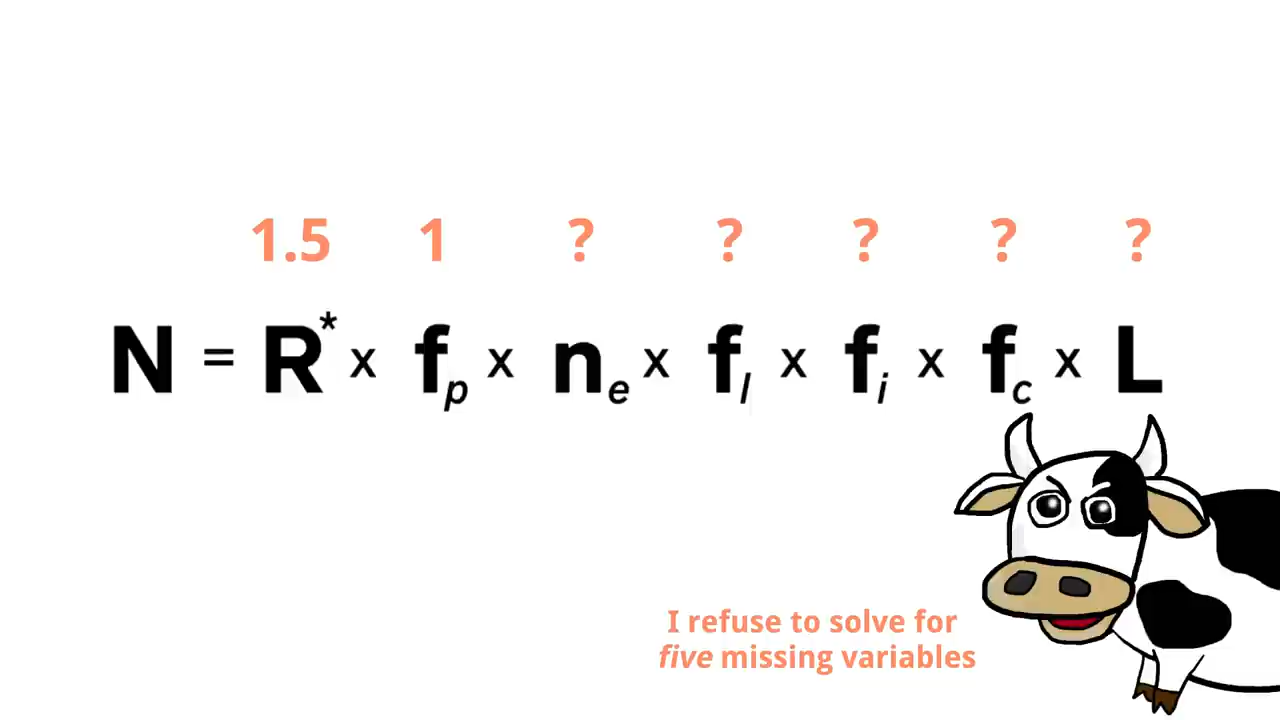 1.5 1 ? ? ? ? ?
N = R* x fp x ne x fl x fi x fc x L
I refuse to solve for
five missing variables